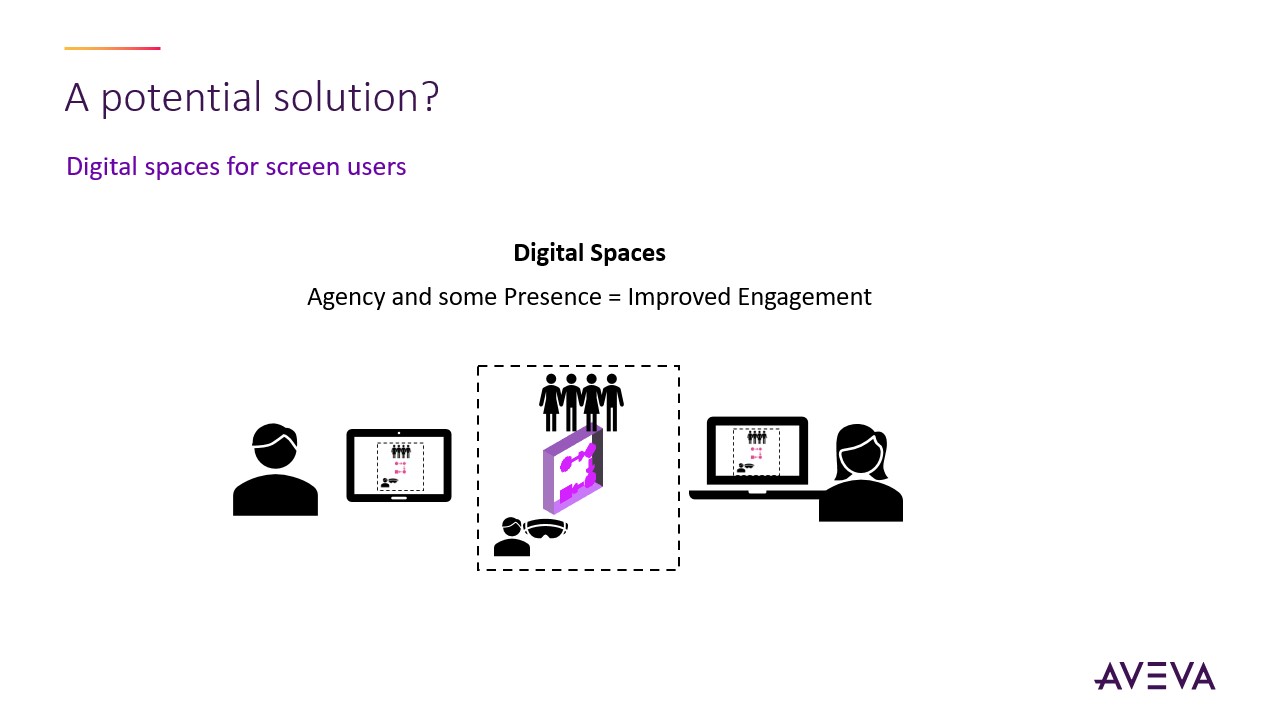 A potential solution?
Digital spaces for screen users
Digital Spaces
Agency and some Presence = Improved Engagement
AVEVA